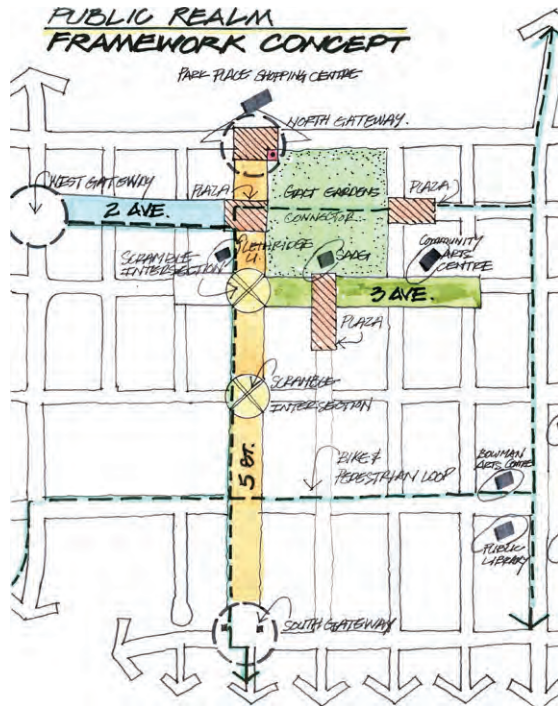 PUBLIC REALM
FRAMEWORK CONCEPT
PARK PLACE SHOPPING CENTRE
NORTH GATEWAY.
WEST GATEWAY
PLAZA
GALT GARDENS
CONNECTOR
PLAZA
2 AVE.
SCRAMBLE
INTERSECTION
LETHBRIDGE
U.
SAAG
COMMUNITY
ARTS
CENTRE
3 AVE.
PLAZA
SCRAMBLE
INTERSECTION
5 ST.
BIKE &
PEDESTRIAN LOOP
BOWMAN
ARTS CENTRE
PUBLIC
LIBRARY
SOUTH GATEWAY